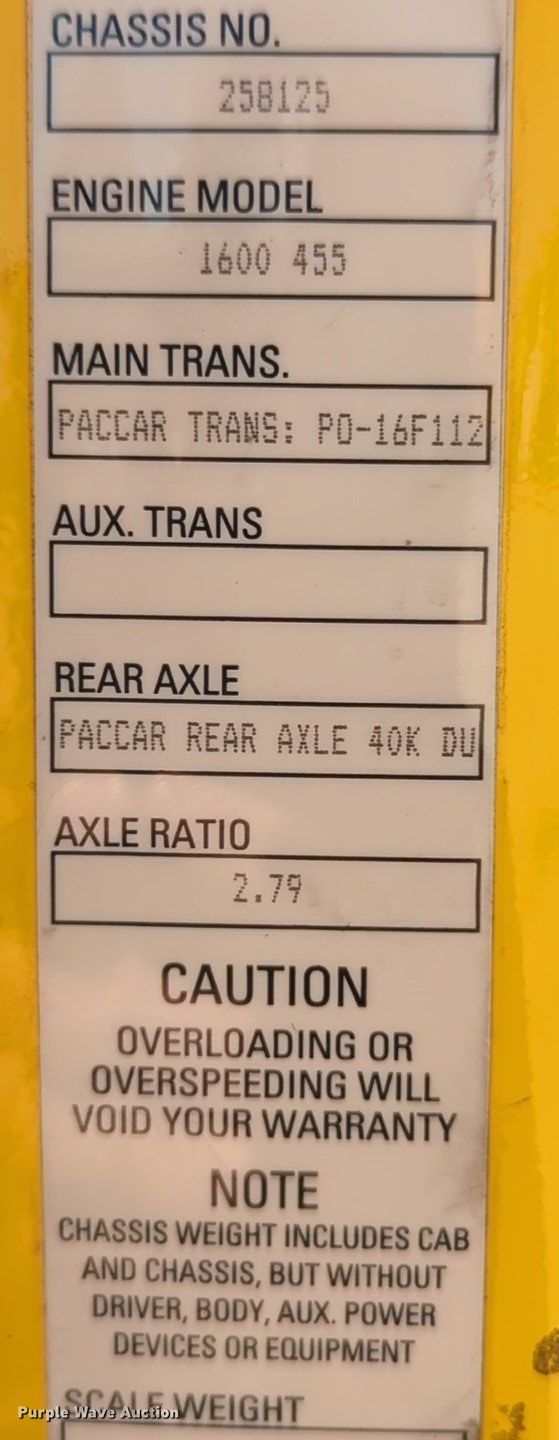 CHASSIS NO.
258125
ENGINE MODEL
1600 455
MAIN TRANS.
PACCAR TRANS: PO-16F112
AUX. TRANS
REAR AXLE
PACCAR REAR AXLE 40K DU
AXLE RATIO
2.79
CAUTION
OVERLOADING OR
OVERSPEEDING WILL
VOID YOUR WARRANTY
NOTE
CHASSIS WEIGHT INCLUDES CAB
AND CHASSIS, BUT WITHOUT
DRIVER, BODY, AUX. POWER
DEVICES OR EQUIPMENT
SCALE WEIGHT
Purple Wave Auction